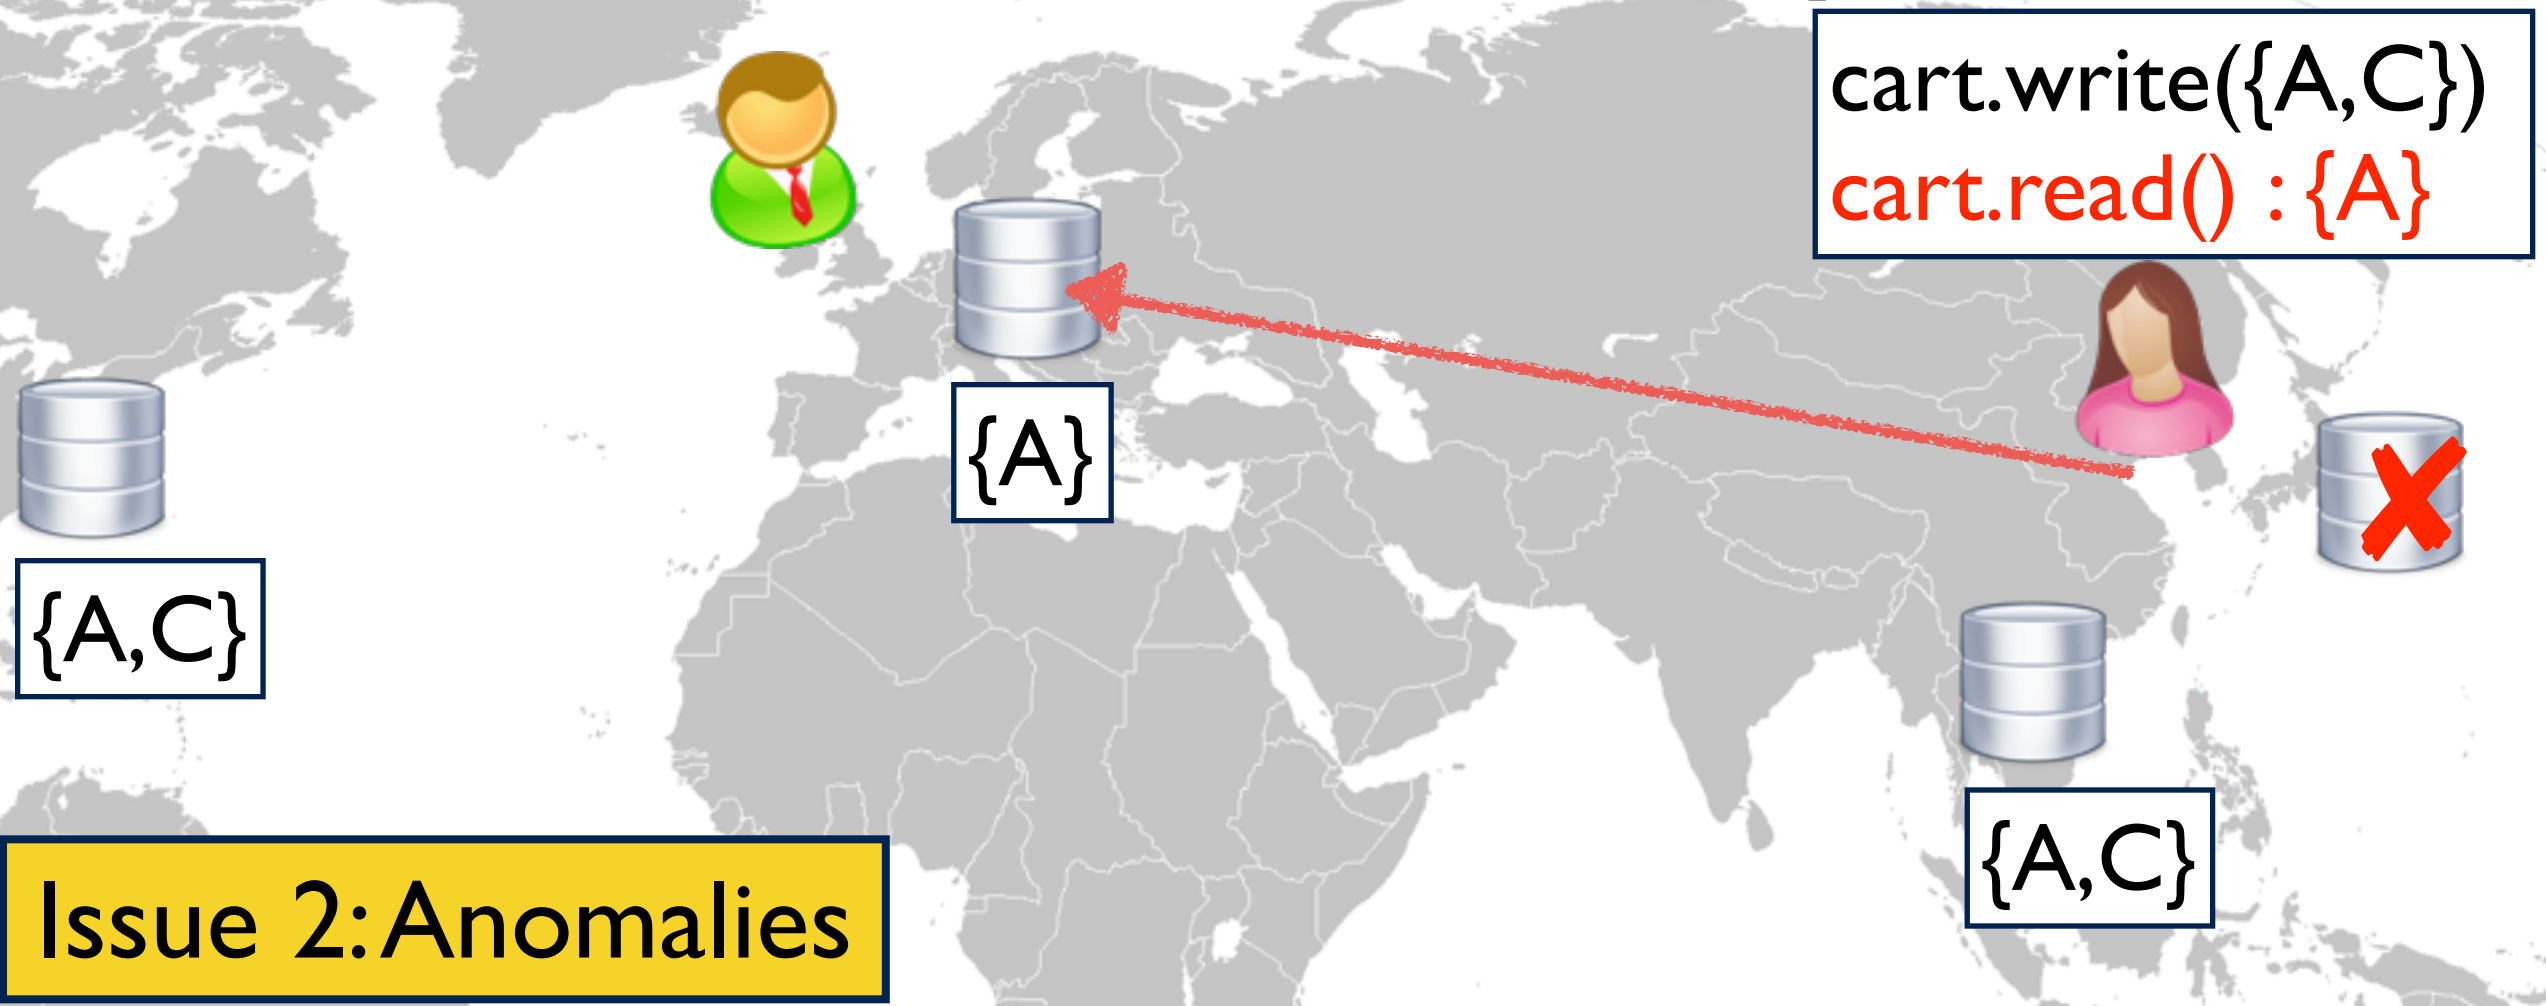 cart.write({A,C})
cart.read() : {A}
{A}
{A,C}
{A,C}
Issue 2: Anomalies